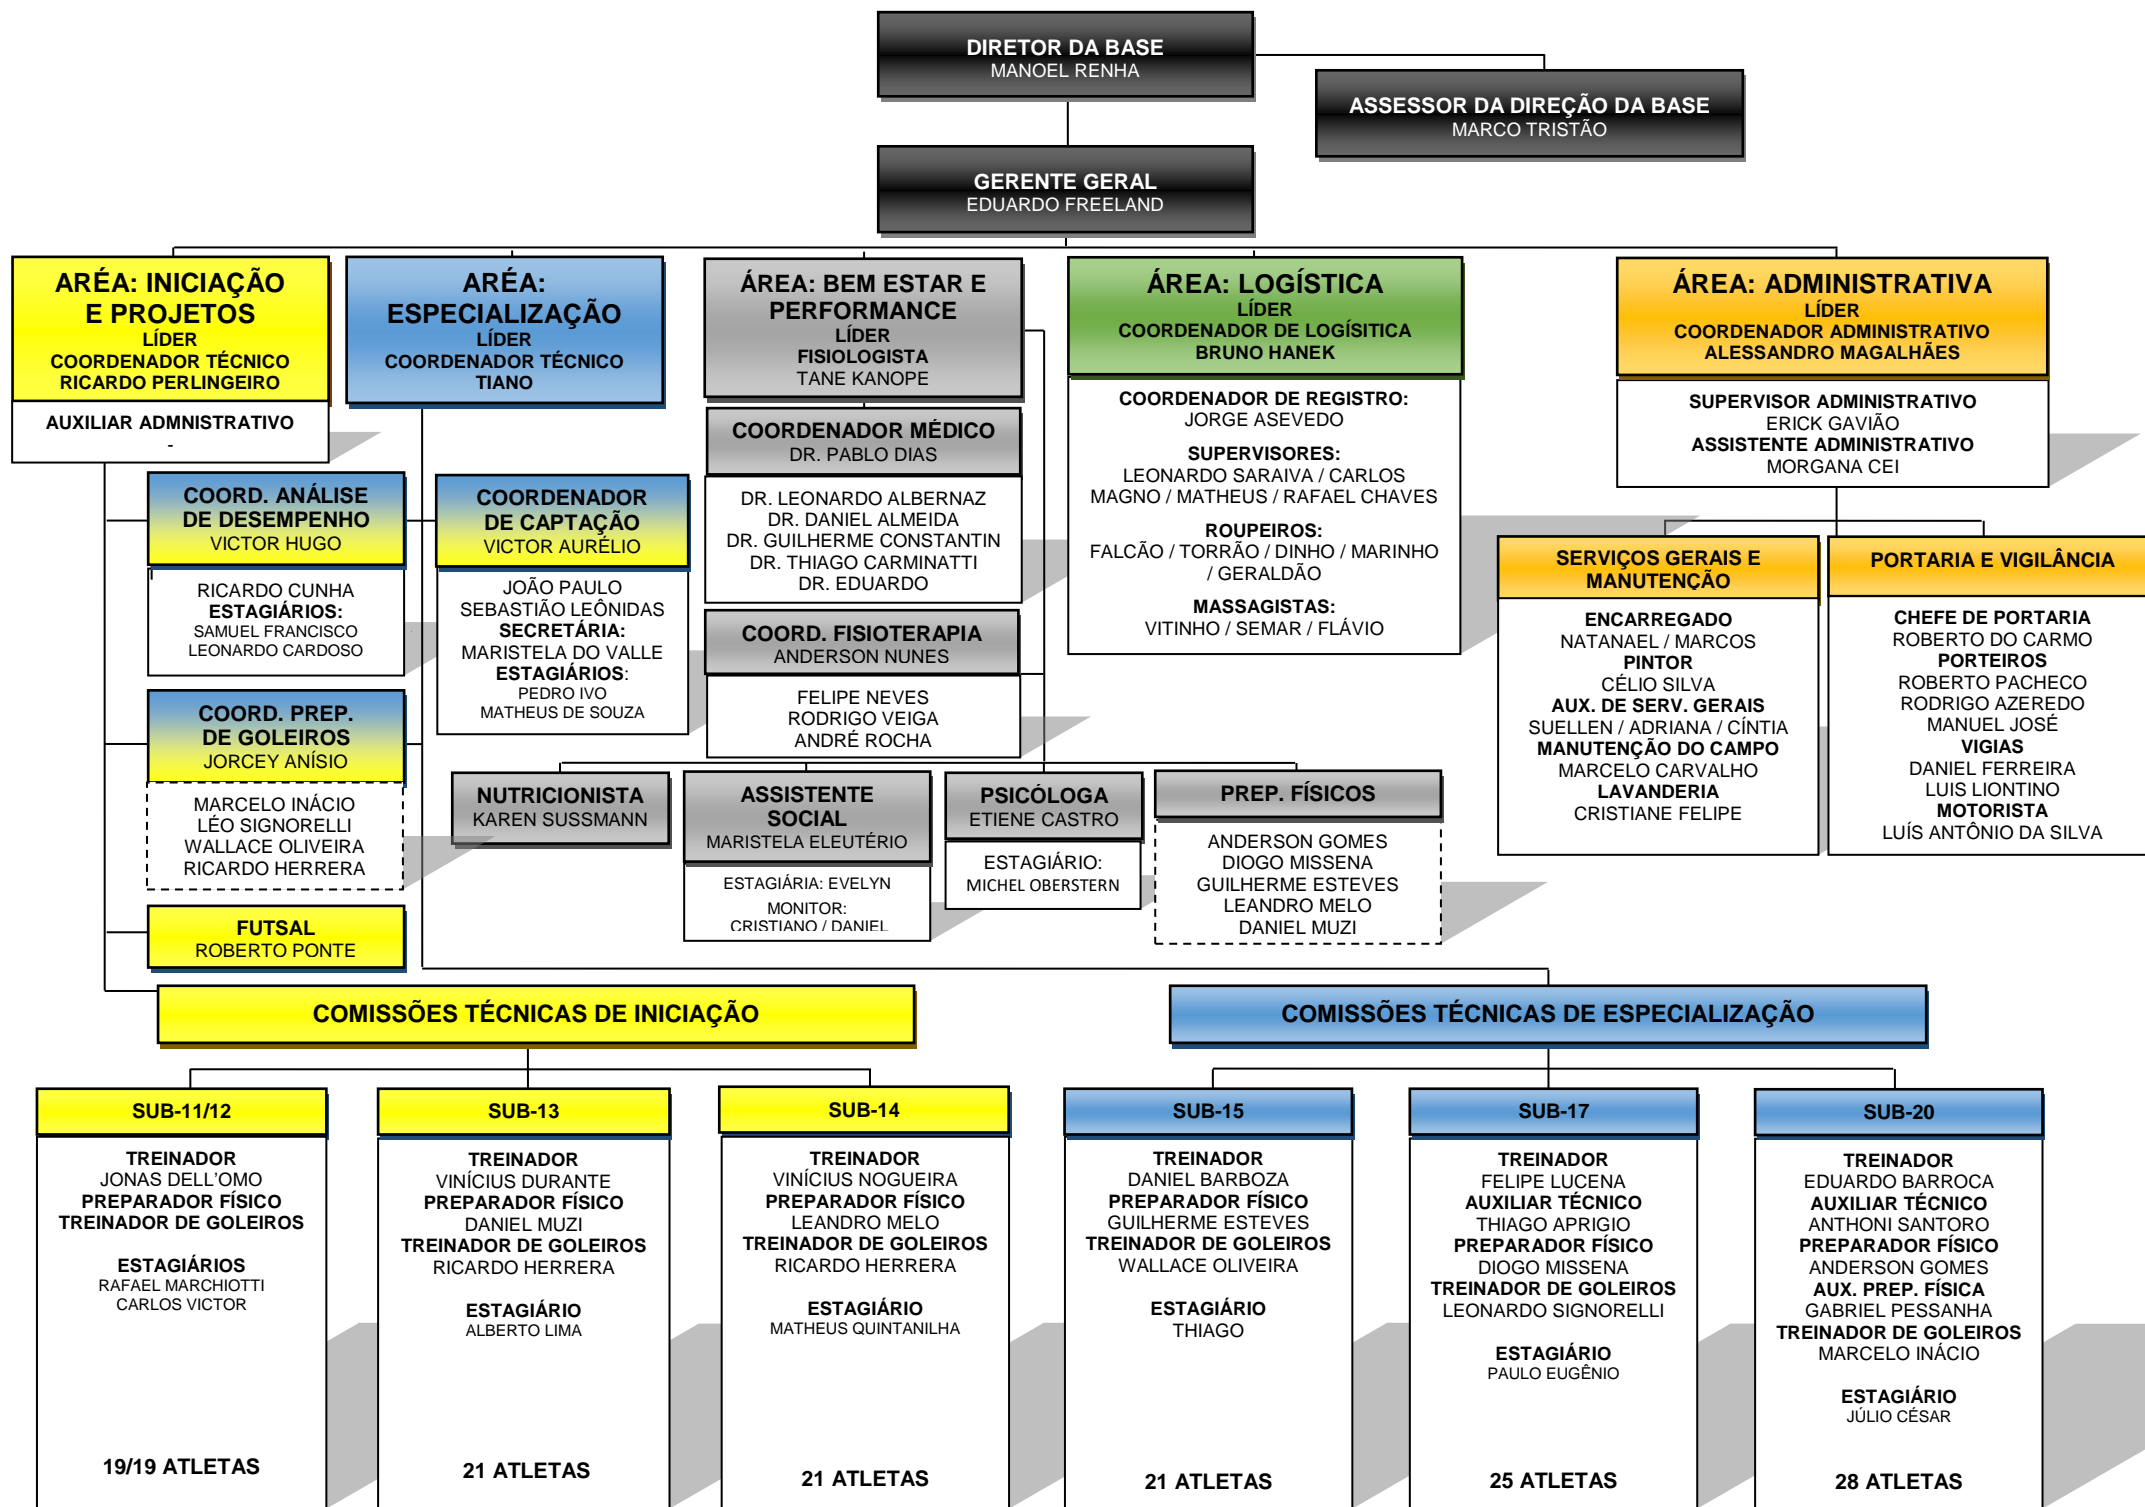 DIRETOR DA BASE
MANOEL RENHA
ASSESSOR DA DIREÇÃO DA BASE
MARCO TRISTÃO
GERENTE GERAL
EDUARDO FREELAND
ARÉA: INICIAÇÃO
E PROJETOS
LÍDER
COORDENADOR TÉCNICO
RICARDO PERLINGEIRO
AUXILIAR ADMNISTRATIVO
-
ARÉA:
ESPECIALIZAÇÃO
LÍDER
COORDENADOR TÉCNICO
TIANO
ÁREA: BEM ESTAR E
PERFORMANCE
LÍDER
FISIOLOGISTA
TANE KANOPE
ÁREA: LOGÍSTICA
LÍDER
COORDENADOR DE LOGÍSITICA
BRUNO HANEK
COORDENADOR DE REGISTRO:
JORGE ASEVEDO
SUPERVISORES:
LEONARDO SARAIVA / CARLOS
MAGNO / MATHEUS / RAFAEL CHAVES
ROUPEIROS:
FALCÃO / TORRÃO / DINHO / MARINHO
/ GERALDÃO
MASSAGISTAS:
VITINHO / SEMAR / FLÁVIO
ÁREA: ADMINISTRATIVA
LÍDER
COORDENADOR ADMINISTRATIVO
ALESSANDRO MAGALHÃES
SUPERVISOR ADMINISTRATIVO
ERICK GAVIÃO
ASSISTENTE ADMINISTRATIVO
MORGANA CEI
COORD. ANÁLISE
DE DESEMPENHO
VICTOR HUGO
RICARDO CUNHA
ESTAGIÁRIOS:
SAMUEL FRANCISCO
LEONARDO CARDOSO
COORDENADOR
DE CAPTAÇÃO
VICTOR AURÉLIO
JOÃO PAULO
SEBASTIÃO LEÔNIDAS
SECRETÁRIA:
MARISTELA DO VALLE
ESTAGIÁRIOS:
PEDRO IVO
MATHEUS DE SOUZA
COORDENADOR MÉDICO
DR. PABLO DIAS
DR. LEONARDO ALBERNAZ
DR. DANIEL ALMEIDA
DR. GUILHERME CONSTANTIN
DR. THIAGO CARMINATTI
DR. EDUARDO
COORD. FISIOTERAPIA
ANDERSON NUNES
FELIPE NEVES
RODRIGO VEIGA
ANDRÉ ROCHA
SERVIÇOS GERAIS E
MANUTENÇÃO
ENCARREGADO
NATANAEL / MARCOS
PINTOR
CÉLIO SILVA
AUX. DE SERV. GERAIS
SUELLEN / ADRIANA / CÍNTIA
MANUTENÇÃO DO CAMPO
MARCELO CARVALHO
LAVANDERIA
CRISTIANE FELIPE
PORTARIA E VIGILÂNCIA
CHEFE DE PORTARIA
ROBERTO DO CARMO
PORTEIROS
ROBERTO PACHECO
RODRIGO AZEREDO
MANUEL JOSÉ
VIGIAS
DANIEL FERREIRA
LUIS LIONTINO
MOTORISTA
LUÍS ANTÔNIO DA SILVA
COORD. PREP.
DE GOLEIROS
JORCEY ANÍSIO
MARCELO INÁCIO
LÉO SIGNORELLI
WALLACE OLIVEIRA
RICARDO HERRERA
NUTRICIONISTA
KAREN SUSSMANN
ASSISTENTE
SOCIAL
MARISTELA ELEUTÉRIO
ESTAGIÁRIA: EVELYN
MONITOR:
CRISTIANO / DANIEL
PSICÓLOGA
ETIENE CASTRO
ESTAGIÁRIO:
MICHEL OBERSTERN
PREP. FÍSICOS
ANDERSON GOMES
DIOGO MISSENA
GUILHERME ESTEVES
LEANDRO MELO
DANIEL MUZI
FUTSAL
ROBERTO PONTE
COMISSÕES TÉCNICAS DE INICIAÇÃO
COMISSÕES TÉCNICAS DE ESPECIALIZAÇÃO
SUB-11/12
TREINADOR
JONAS DELL'OMO
PREPARADOR FÍSICO
TREINADOR DE GOLEIROS
ESTAGIÁRIOS
RAFAEL MARCHIOTTI
CARLOS VICTOR
19/19 ATLETAS
SUB-13
TREINADOR
VINÍCIUS DURANTE
PREPARADOR FÍSICO
DANIEL MUZI
TREINADOR DE GOLEIROS
RICARDO HERRERA
ESTAGIÁRIO
ALBERTO LIMA
21 ATLETAS
SUB-14
TREINADOR
VINÍCIUS NOGUEIRA
PREPARADOR FÍSICO
LEANDRO MELO
TREINADOR DE GOLEIROS
RICARDO HERRERA
ESTAGIÁRIO
MATHEUS QUINTANILHA
21 ATLETAS
SUB-15
TREINADOR
DANIEL BARBOZA
PREPARADOR FÍSICO
GUILHERME ESTEVES
TREINADOR DE GOLEIROS
WALLACE OLIVEIRA
ESTAGIÁRIO
THIAGO
21 ATLETAS
SUB-17
TREINADOR
FELIPE LUCENA
AUXILIAR TÉCNICO
THIAGO APRIGIO
PREPARADOR FÍSICO
DIOGO MISSENA
TREINADOR DE GOLEIROS
LEONARDO SIGNORELLI
ESTAGIÁRIO
PAULO EUGÊNIO
25 ATLETAS
SUB-20
TREINADOR
EDUARDO BARROCA
AUXILIAR TÉCNICO
ANTHONI SANTORO
PREPARADOR FÍSICO
ANDERSON GOMES
AUX. PREP. FÍSICA
GABRIEL PESSANHA
TREINADOR DE GOLEIROS
MARCELO INÁCIO
ESTAGIÁRIO
JÚLIO CÉSAR
28 ATLETAS